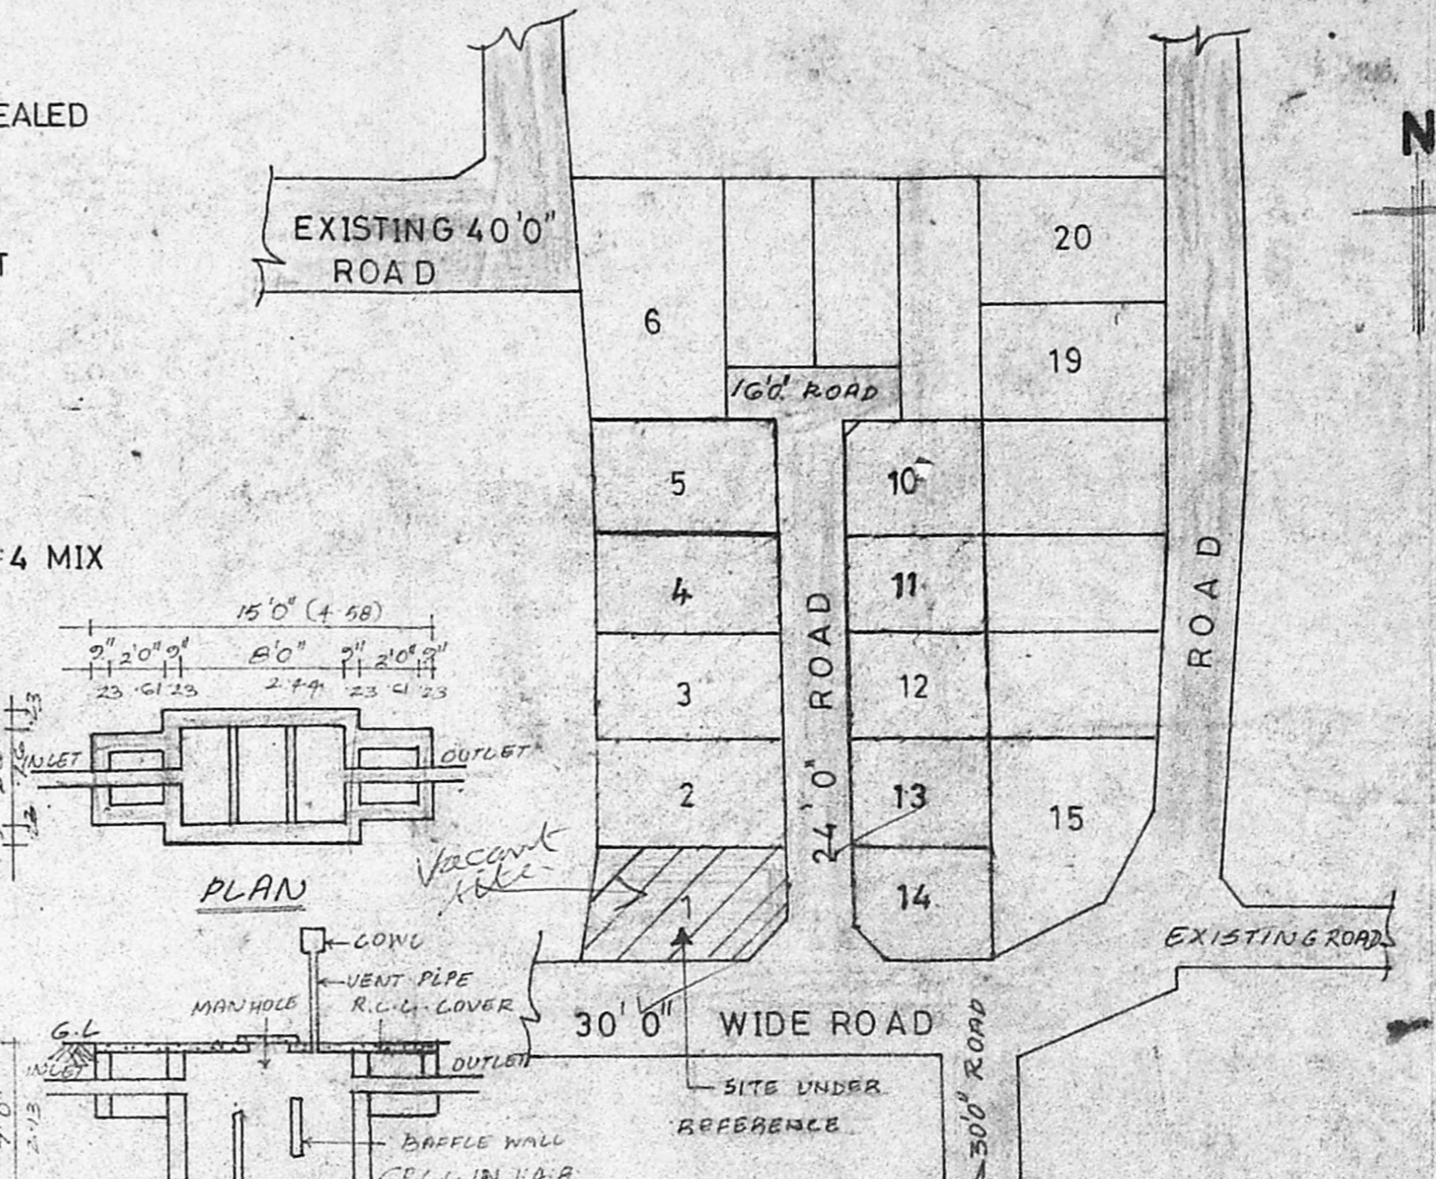 EALED
N
T
EXISTING 40'0"
ROAD
20
6
19
16'0" ROAD
5
10
4 MIX
4
11
ROAD
15'0" (4.58)
9" 2'0" 9" 8'0" 9" 2'0" 9"
23 .61 23 2.44 .23 .61 .23
3
12
24'0" ROAD
INLET
OUTLET
2
13
15
Vacant
site
PLAN
1
14
COWL
EXISTING ROAD
VENT PIPE
MANHOLE
R.C.C. COVER
30'0" WIDE ROAD
G.L
INLET
OUTLET
SITE UNDER
REFERENCE
30'0" ROAD
2.13
BAFFLE WALL